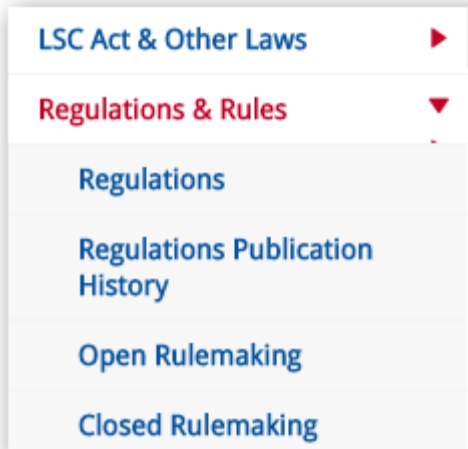 LSC Act & Other Laws
Regulations & Rules
Regulations
Regulations Publication
History
Open Rulemaking
Closed Rulemaking